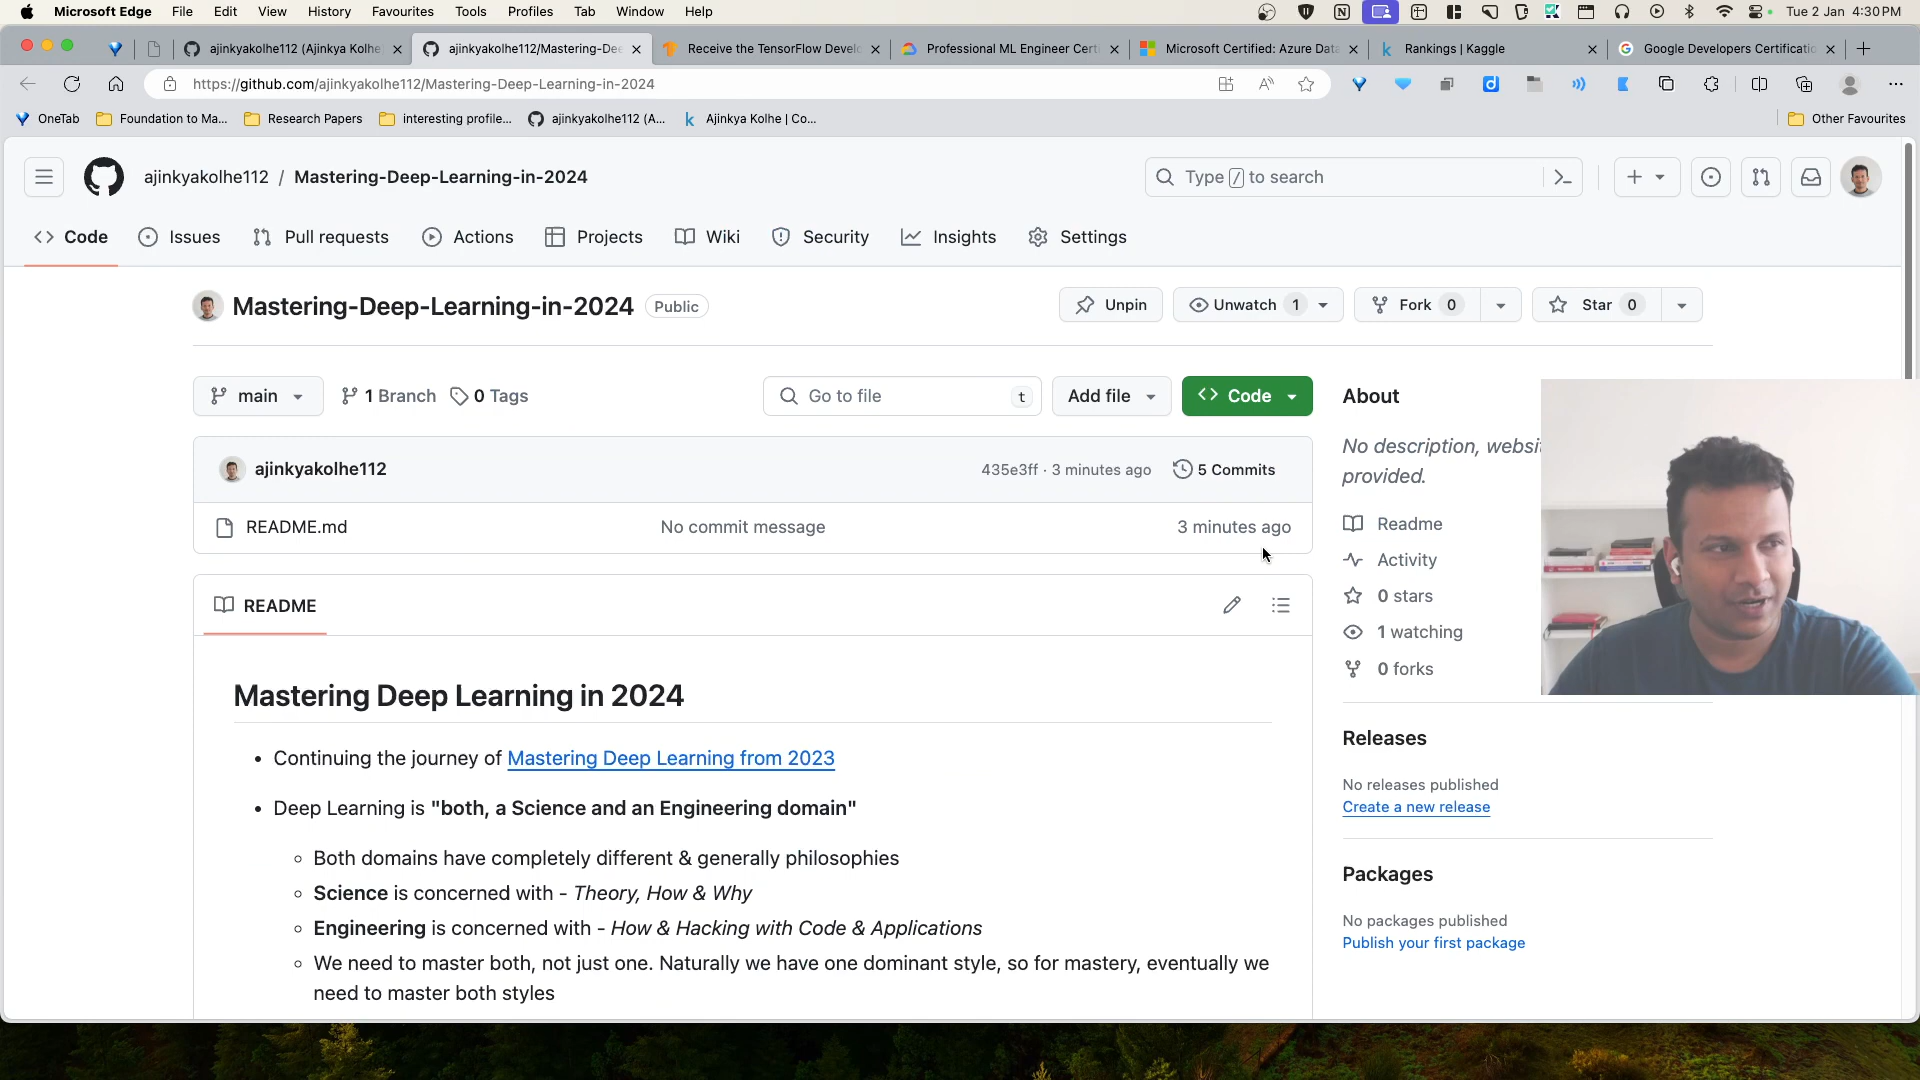 Microsoft Edge File Edit View History Favourites Tools Profiles Tab Window Help Tue 2 Jan 4:30 PM
ajinkyakolhe112 (Ajinkya Kolhe ajinkyakolhe112/Mastering-Dee Receive the TensorFlow Develo Professional ML Engineer Certi Microsoft Certified: Azure Data Rankings | Kaggle Google Developers Certificatio
https://github.com/ajinkyakolhe112/Mastering-Deep-Learning-in-2024
OneTab Foundation to Ma... Research Papers interesting profile... ajinkyakolhe112 (A... Ajinkya Kolhe | Co... Other Favourites
ajinkyakolhe112 / Mastering-Deep-Learning-in-2024 Type / to search
Code Issues Pull requests Actions Projects Wiki Security Insights Settings
Mastering-Deep-Learning-in-2024 Public Unpin Unwatch 1 Fork 0 Star 0
main 1 Branch 0 Tags Go to file t Add file Code About
ajinkyakolhe112 435e3ff · 3 minutes ago 5 Commits
README.md No commit message 3 minutes ago
No description, websi
provided.
Readme
Activity
0 stars
1 watching
0 forks
README
Mastering Deep Learning in 2024
• Continuing the journey of Mastering Deep Learning from 2023
• Deep Learning is "both, a Science and an Engineering domain"
◦ Both domains have completely different & generally philosophies
◦ Science is concerned with - Theory, How & Why
◦ Engineering is concerned with - How & Hacking with Code & Applications
◦ We need to master both, not just one. Naturally we have one dominant style, so for mastery, eventually we
need to master both styles
Releases
No releases published
Create a new release
Packages
No packages published
Publish your first package